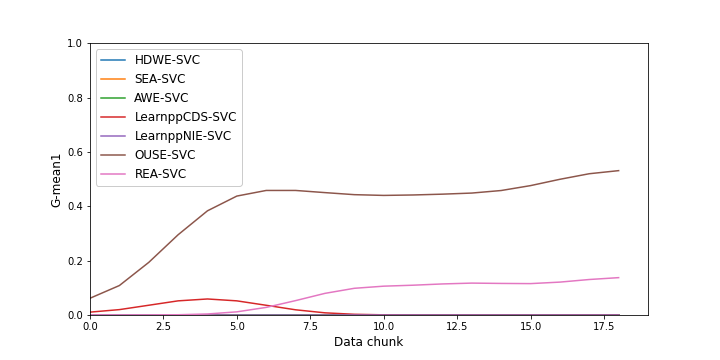 1.0
0.8
0.6
0.4
0.2
0.0
G-mean1
HDWE-SVC
SEA-SVC
AWE-SVC
LearnppCDS-SVC
LearnppNIE-SVC
OUSE-SVC
REA-SVC
0.0 2.5 5.0 7.5 10.0 12.5 15.0 17.5
Data chunk